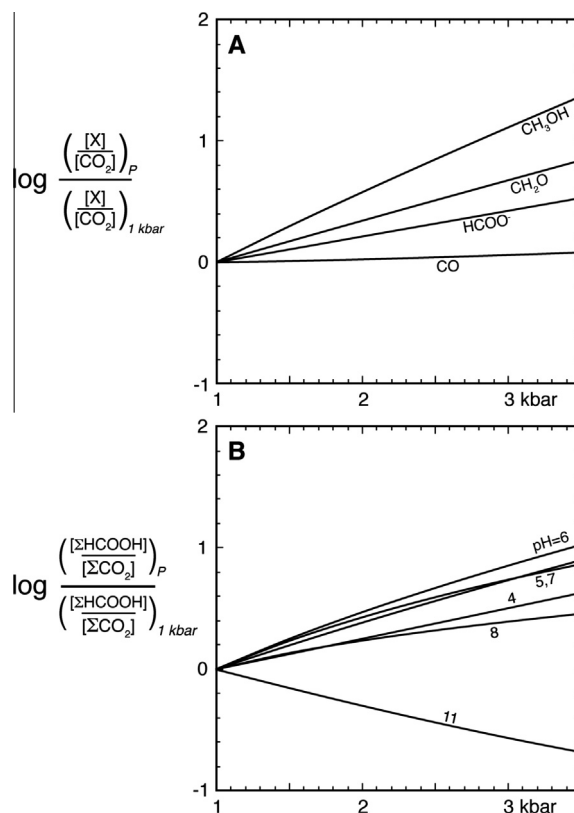 2
A
log ([X]/[CO₂])P / ([X]/[CO₂])1 kbar
1
CH₃OH
CH₂O
HCOO⁻
0
CO
-1
1
2
3 kbar
2
B
log ([ΣHCOOH]/[ΣCO₂])P / ([ΣHCOOH]/[ΣCO₂])1 kbar
1
pH=6
5,7
4
8
0
11
-1
1
2
3 kbar